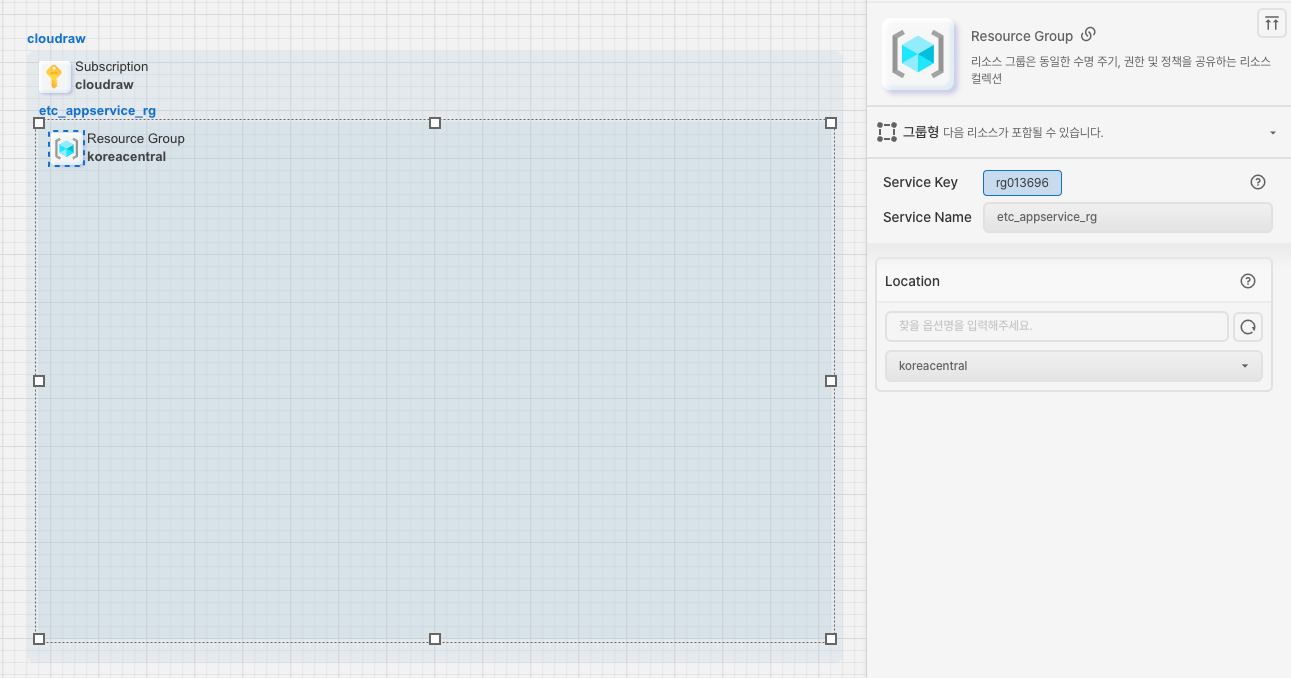 cloudraw
Subscription
cloudraw
etc_appservice_rg
Resource Group
koreacentral
Resource Group
리소스 그룹은 동일한 수명 주기, 권한 및 정책을 공유하는 리소스
컬렉션
그룹형 다음 리소스가 포함될 수 있습니다.
Service Key rg013696
Service Name etc_appservice_rg
Location
찾을 옵션명을 입력해주세요.
koreacentral